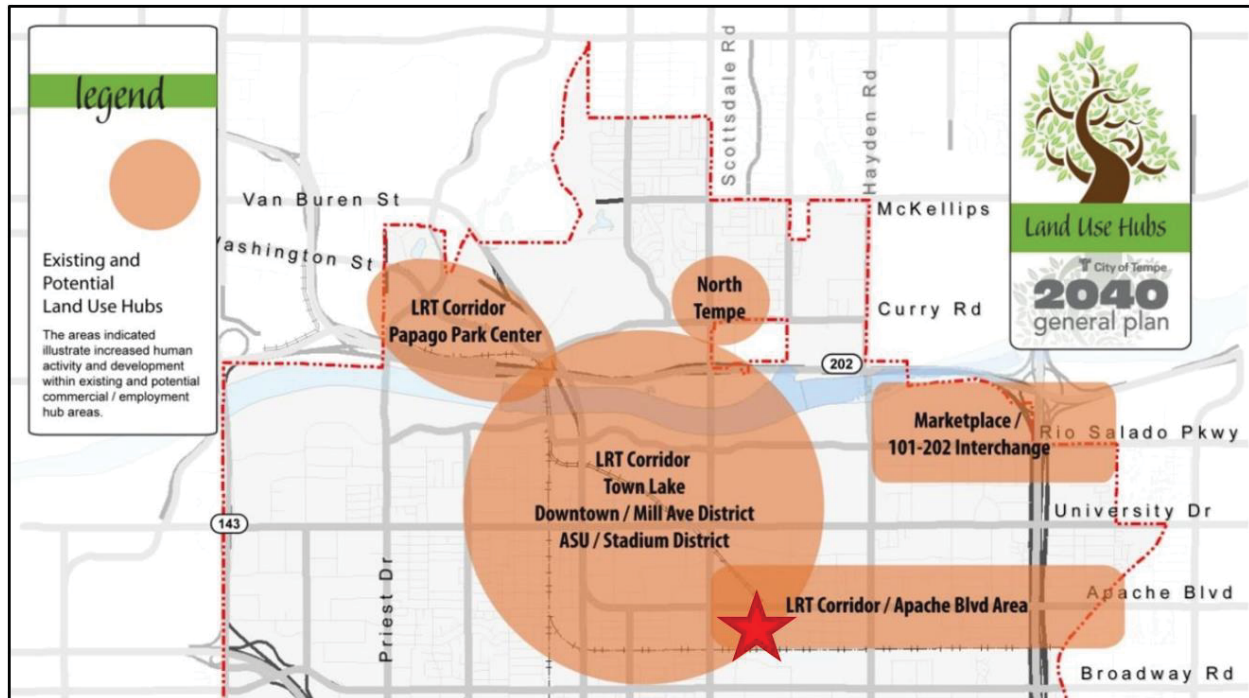 legend
Existing and
Potential
Land Use Hubs
The areas indicated
illustrate increased human
activity and development
within existing and potential
commercial / employment
hub areas.
Van Buren St
Washington St
Scottsdale Rd
Hayden Rd
McKellips
Curry Rd
LRT Corridor
Papago Park Center
North
Tempe
202
Marketplace /
101-202 Interchange
Rio Salado Pkwy
LRT Corridor
Town Lake
Downtown / Mill Ave District
ASU / Stadium District
University Dr
143
Priest Dr
LRT Corridor / Apache Blvd Area
Apache Blvd
Broadway Rd
Land Use Hubs
T City of Tempe
2040
general plan